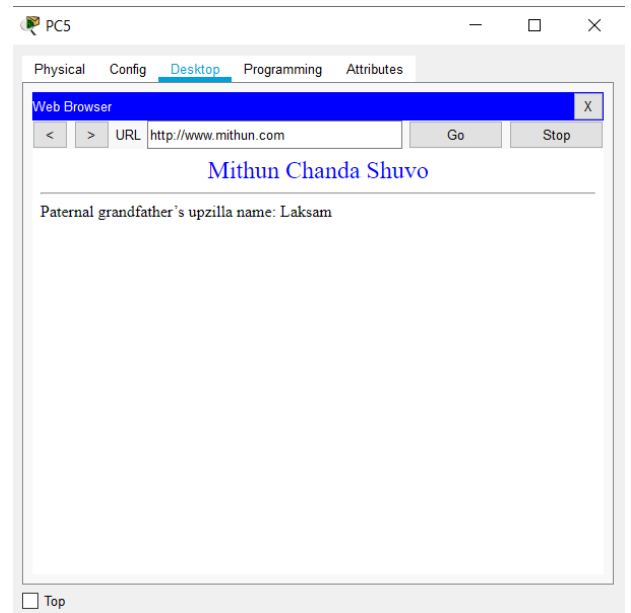 PC5
Physical Config Desktop Programming Attributes
Web Browser X
< > URL http://www.mithun.com Go Stop
Mithun Chanda Shuvo
Paternal grandfather’s upzilla name: Laksam
Top